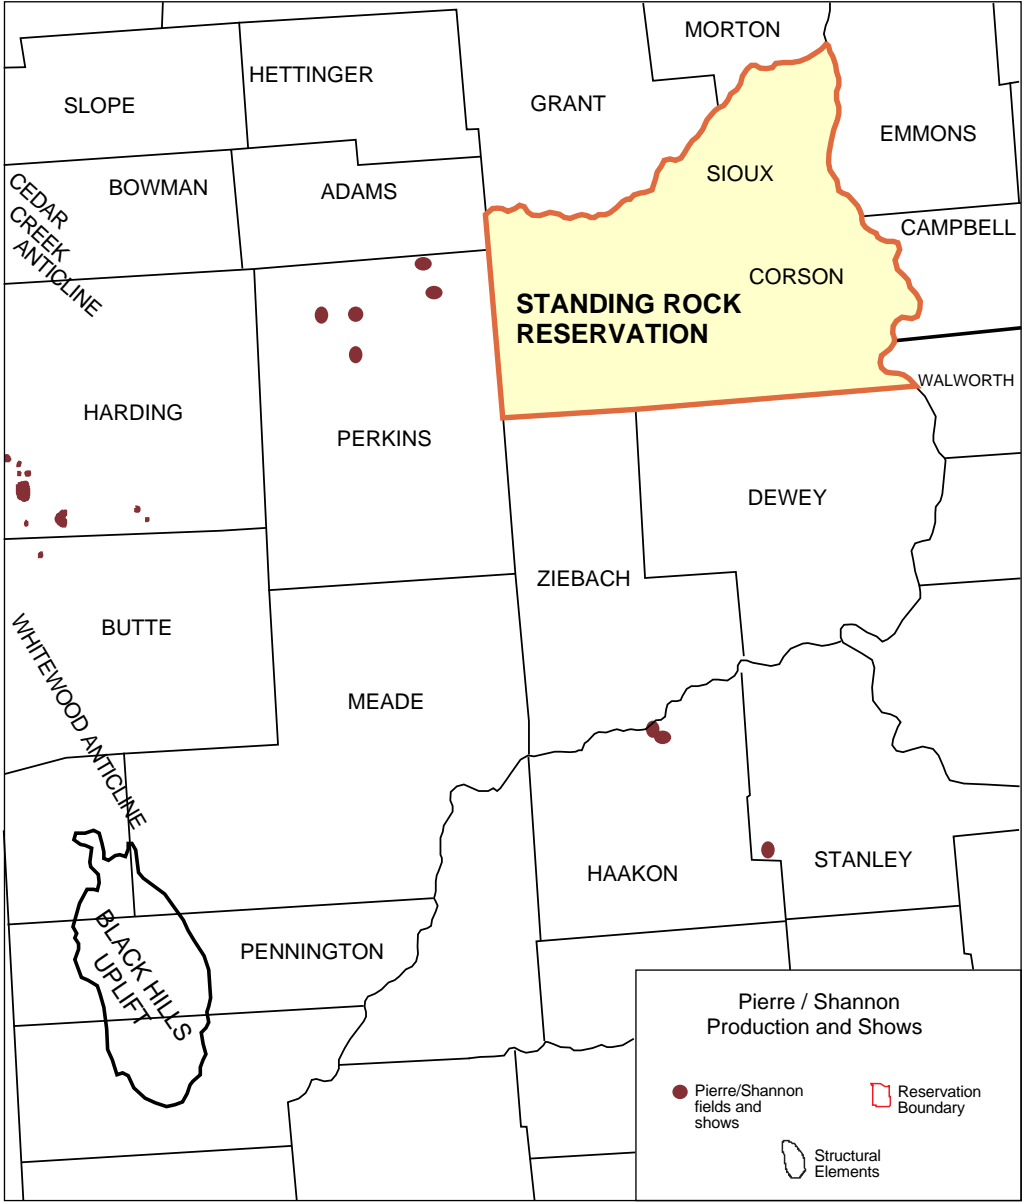 MORTON
HETTINGER
SLOPE
GRANT
EMMONS
SIOUX
BOWMAN
ADAMS
CEDAR
CREEK
ANTICLINE
CAMPBELL
CORSON
STANDING ROCK
RESERVATION
WALWORTH
HARDING
PERKINS
DEWEY
ZIEBACH
BUTTE
WHITEWOOD ANTICLINE
MEADE
HAAKON
STANLEY
BLACK HILLS
UPLIFT
PENNINGTON
Pierre / Shannon
Production and Shows
Pierre/Shannon
fields and
shows
Reservation
Boundary
Structural
Elements